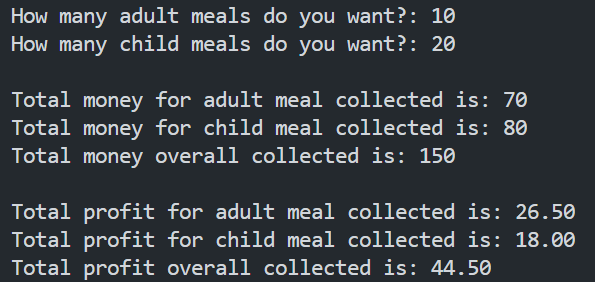 How many adult meals do you want?: 10
How many child meals do you want?: 20
Total money for adult meal collected is: 70
Total money for child meal collected is: 80
Total money overall collected is: 150
Total profit for adult meal collected is: 26.50
Total profit for child meal collected is: 18.00
Total profit overall collected is: 44.50